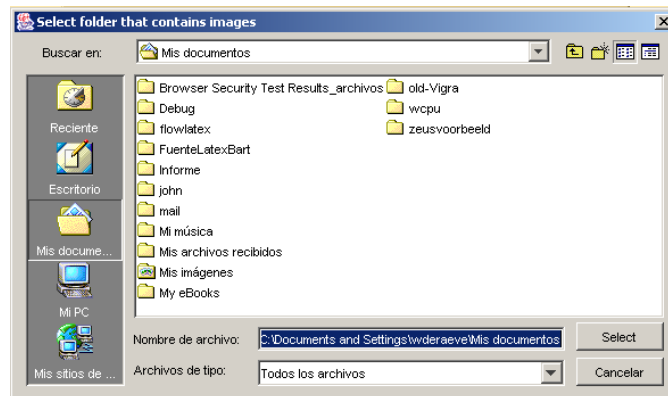 Select folder that contains images
Buscar en:
Mis documentos
Reciente
Escritorio
Mis docume...
Mi PC
Mis sitios de ...
Browser Security Test Results_archivos
Debug
flowlatex
FuenteLatexBart
Informe
john
mail
Mi música
Mis archivos recibidos
Mis imágenes
My eBooks
old-Vigra
wcpu
zeusvoorbeeld
Nombre de archivo:
C:\Documents and Settings\wderaeve\Mis documentos
Select
Archivos de tipo:
Todos los archivos
Cancelar